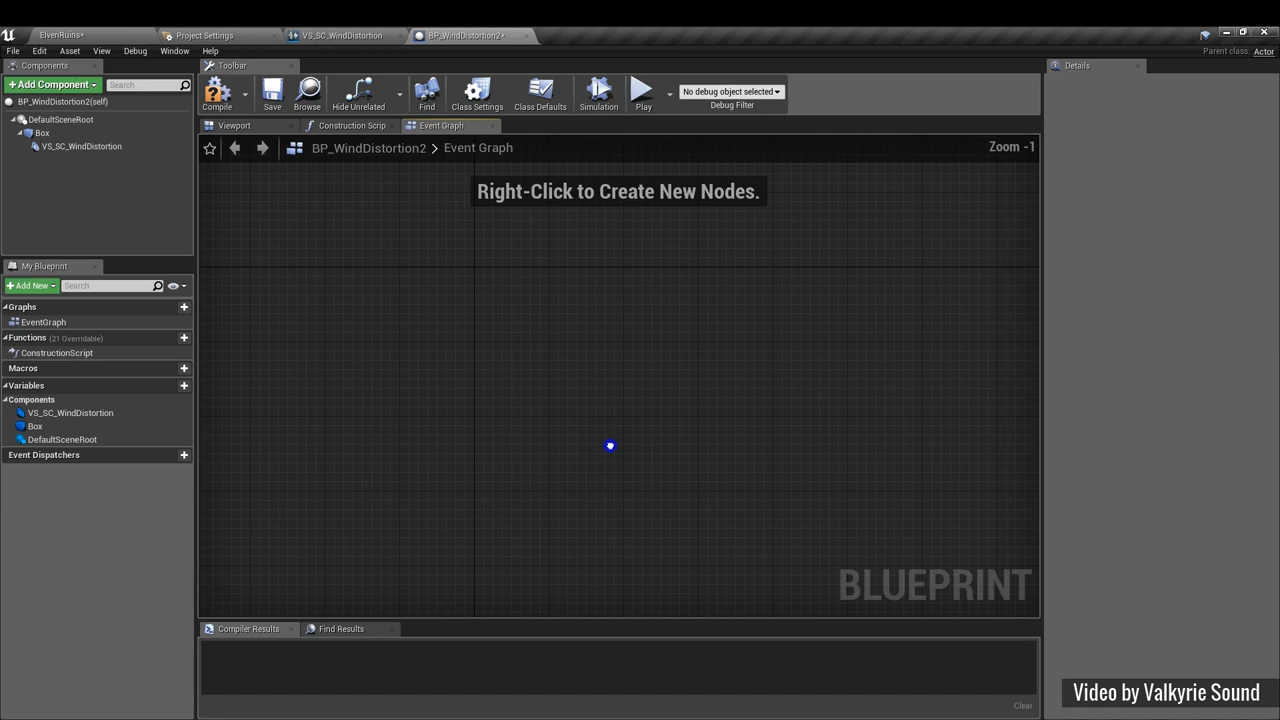 ElvenRuins*
Project Settings
VS_SC_WindDistortion
BP_WindDistortion2*
File Edit Asset View Debug Window Help
Parent class: Actor
Components
Toolbar
Details
Add Component
Search
BP_WindDistortion2(self)
DefaultSceneRoot
Box
VS_SC_WindDistortion
Compile
Save
Browse
Hide Unrelated
Find
Class Settings
Class Defaults
Simulation
Play
No debug object selected
Debug Filter
Viewport
Construction Scrip
Event Graph
BP_WindDistortion2 > Event Graph
Zoom -1
Right-Click to Create New Nodes.
My Blueprint
Add New
Search
Graphs
EventGraph
Functions (21 Overridable)
ConstructionScript
Macros
Variables
Components
VS_SC_WindDistortion
Box
DefaultSceneRoot
Event Dispatchers
BLUEPRINT
Compiler Results
Find Results
Clear
Video by Valkyrie Sound